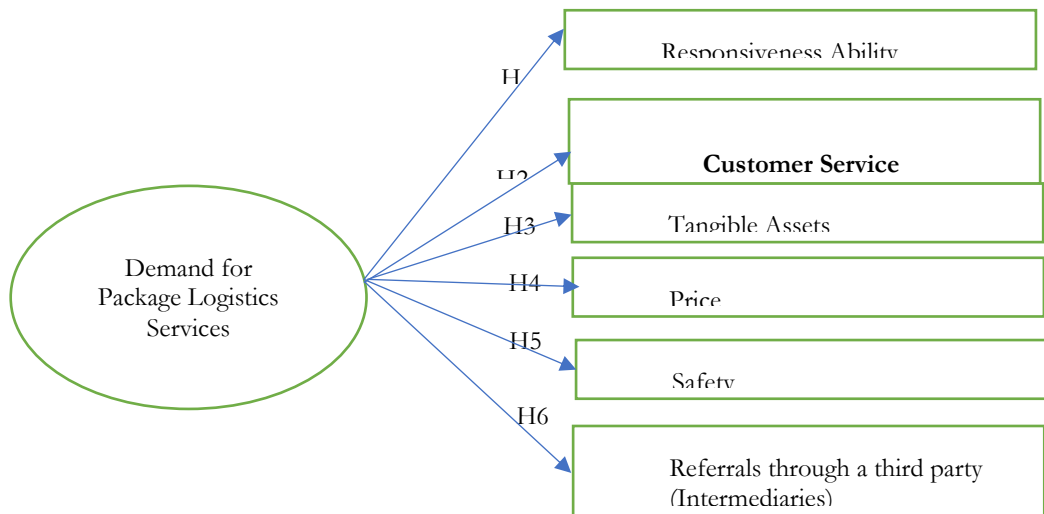 Responsiveness Ability
H
Customer Service
H2
Tangible Assets
H3
Demand for
Package Logistics
Services
H4
Price
H5
Safety
H6
Referrals through a third party
(Intermediaries)